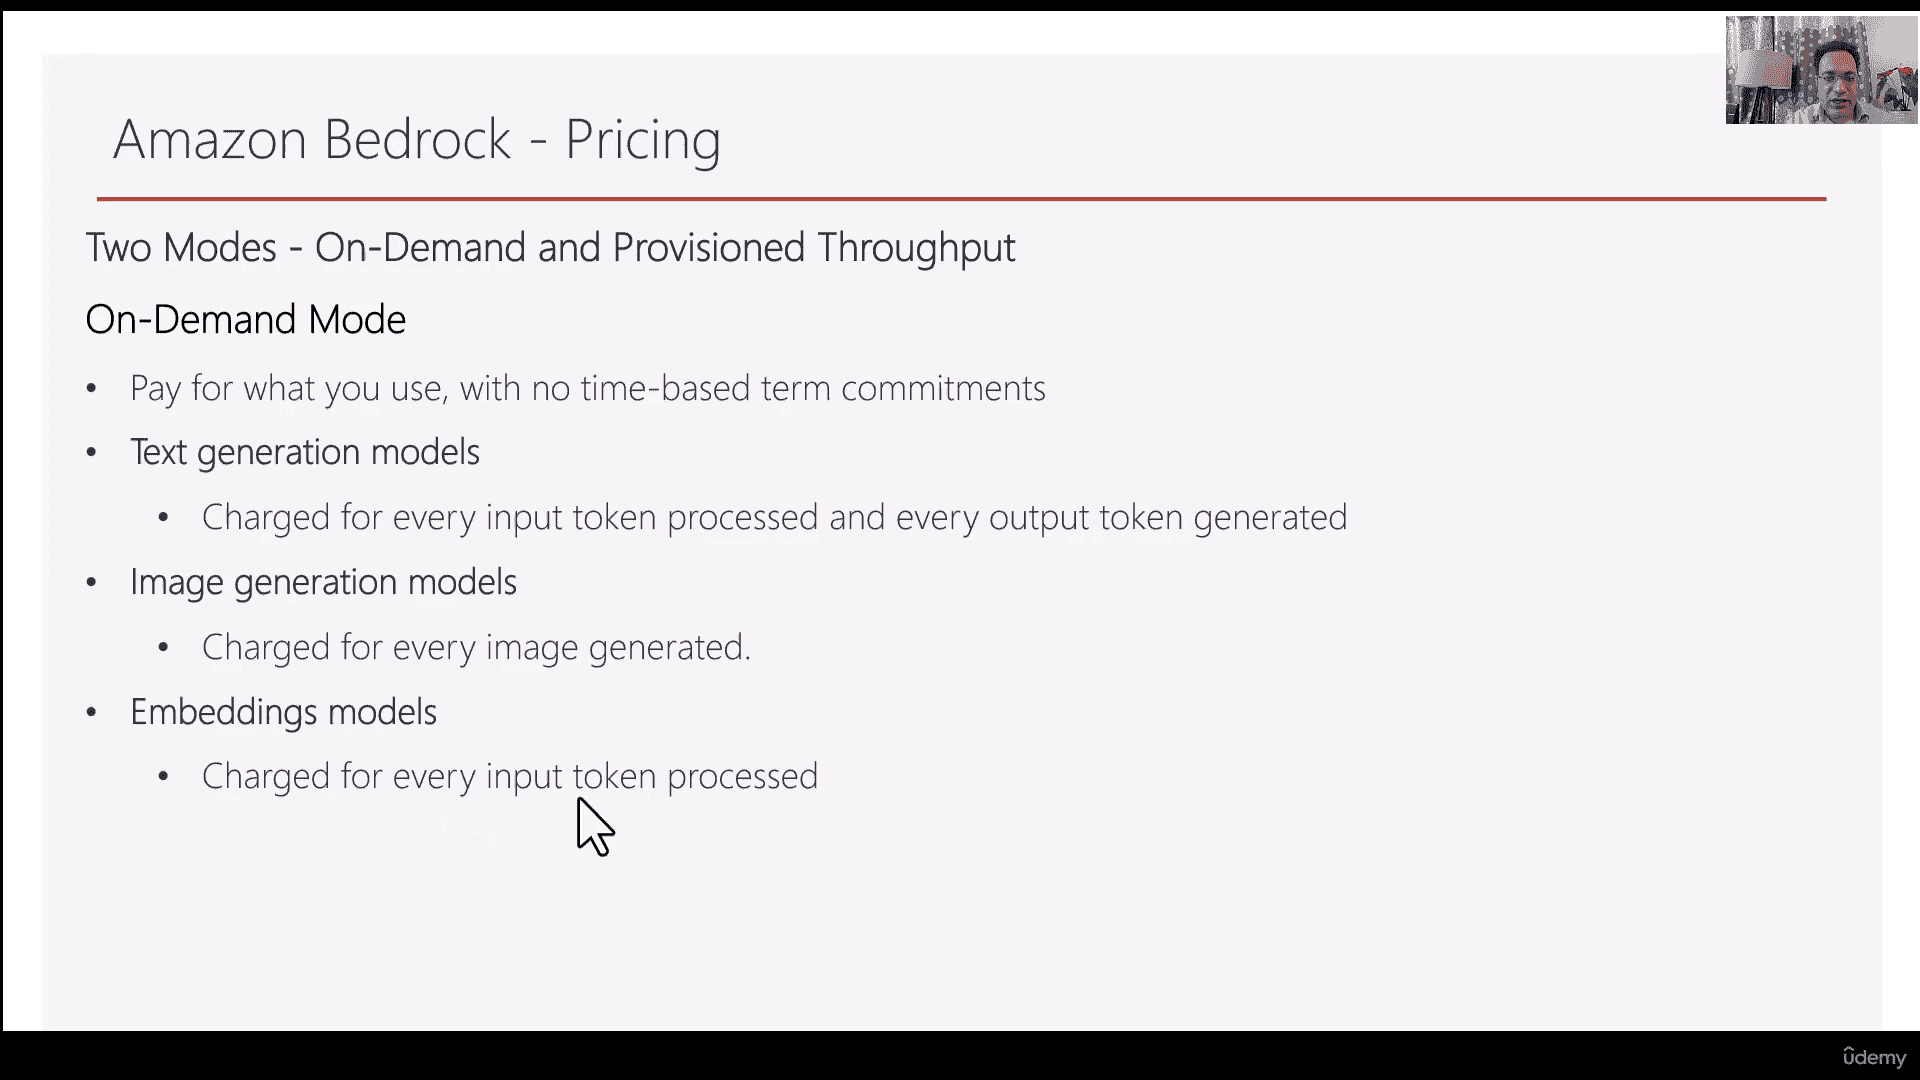 Amazon Bedrock - Pricing
Two Modes - On-Demand and Provisioned Throughput
On-Demand Mode
• Pay for what you use, with no time-based term commitments
• Text generation models
• Charged for every input token processed and every output token generated
• Image generation models
• Charged for every image generated.
• Embeddings models
• Charged for every input token processed
ûdemy